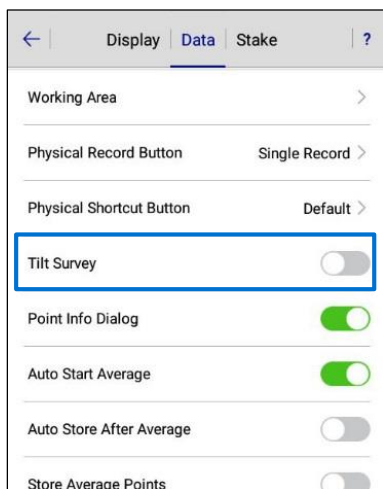 Display Data Stake ?
Working Area
Physical Record Button Single Record
Physical Shortcut Button Default
Tilt Survey
Point Info Dialog
Auto Start Average
Auto Store After Average
Store Average Points